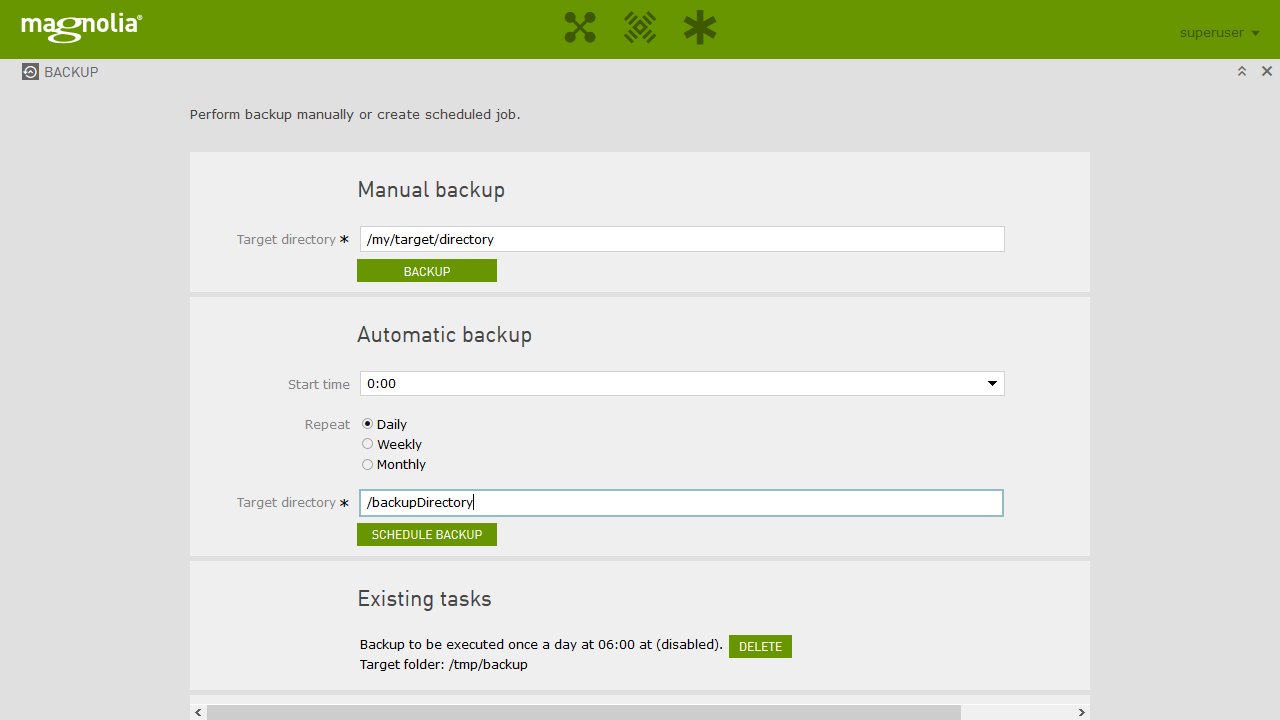 magnolia®
superuser
BACKUP
Perform backup manually or create scheduled job.
Manual backup
Target directory * /my/target/directory
BACKUP
Automatic backup
Start time 0:00
Repeat Daily
Weekly
Monthly
Target directory * /backupDirectory
SCHEDULE BACKUP
Existing tasks
Backup to be executed once a day at 06:00 at (disabled). DELETE
Target folder: /tmp/backup